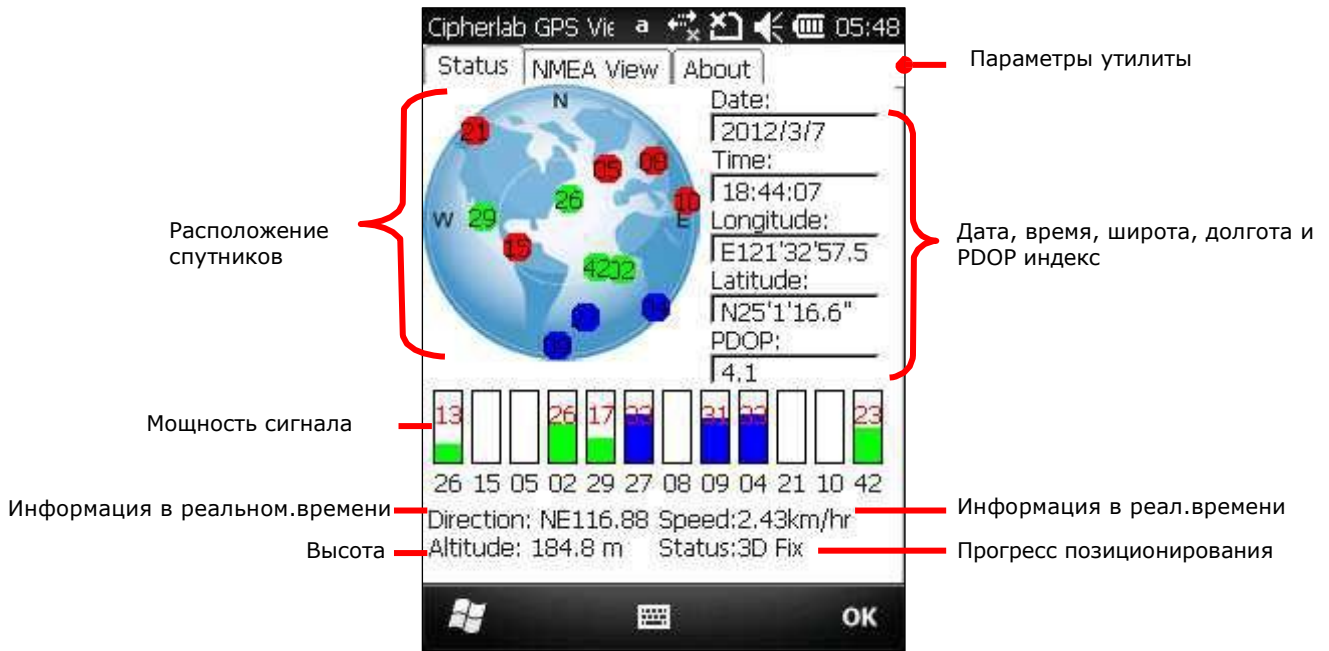 Cipherlab GPS Vie a 05:48
Параметры утилиты
Status NMEA View About
N
W
E
21
05
08
10
26
29
15
42
02
Date:
2012/3/7
Time:
18:44:07
Longitude:
E121'32'57.5
Latitude:
N25'1'16.6"
PDOP:
4.1
Расположение
спутников
Дата, время, широта, долгота и
PDOP индекс
Мощность сигнала
13 26 17 33 31 33 23
26 15 05 02 29 27 08 09 04 21 10 42
Информация в реальном.времени
Direction: NE116.88 Speed:2.43km/hr
Информация в реал.времени
Высота
Altitude: 184.8 m Status:3D Fix
Прогресс позиционирования
OK